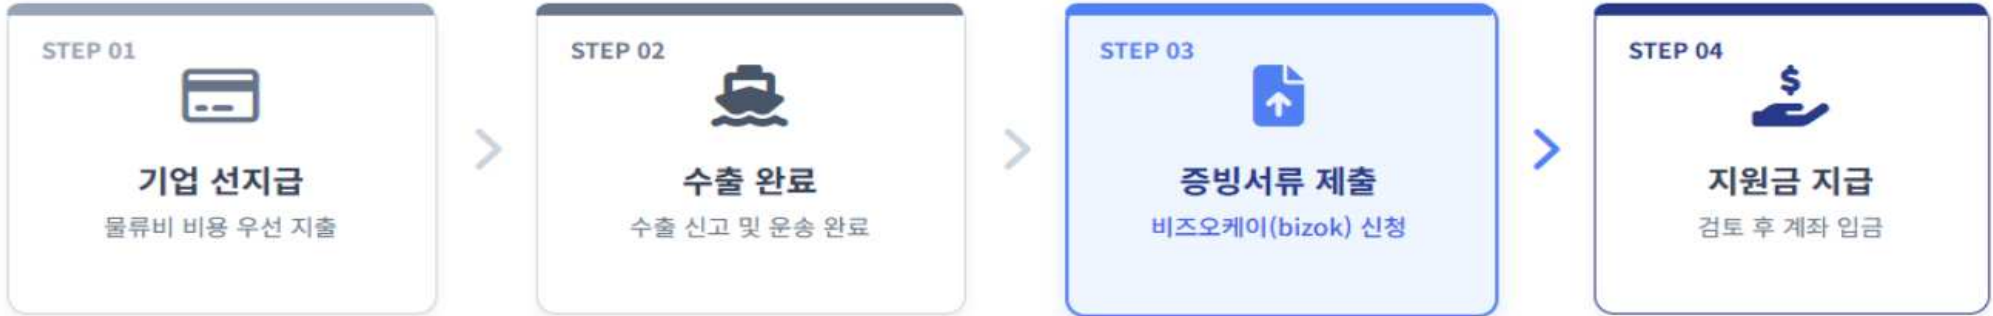 STEP 01
기업 선지급
물류비 비용 우선 지출
STEP 02
수출 완료
수출 신고 및 운송 완료
STEP 03
증빙서류 제출
비즈오케이(bizok) 신청
STEP 04
$
지원금 지급
검토 후 계좌 입금